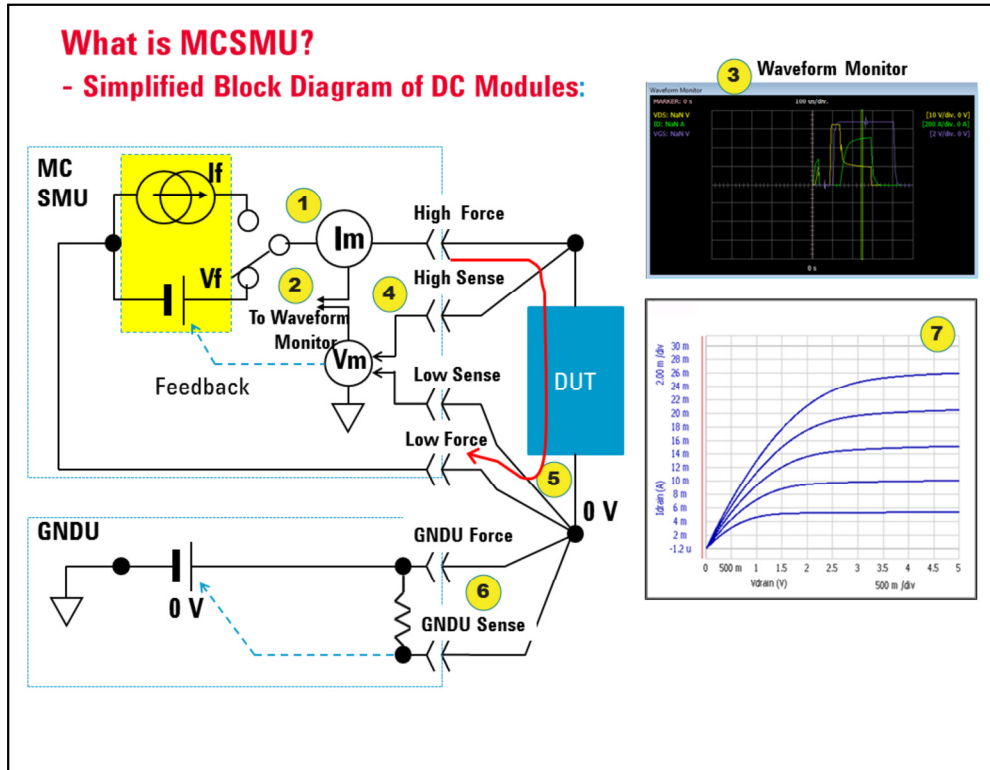 What is MCSMU?
- Simplified Block Diagram of DC Modules:
3 Waveform Monitor
Waveform Monitor
MARKER: 0 s
100 us/div.
VDS: NaN V
ID: NaN A
VGS: NaN V
[10 V/div. 0 V]
[200 A/div. 0 A]
[2 V/div. 0 V]
0 s
MC
SMU
If
Vf
1
Im
2
To Waveform
Monitor
Vm
Feedback
High Force
4
High Sense
Low Sense
Low Force
DUT
5
0 V
GNDU
0 V
GNDU Force
6
GNDU Sense
7
2.00 m /div
Idrain (A)
30 m
28 m
26 m
24 m
22 m
20 m
18 m
16 m
14 m
12 m
10 m
8 m
6 m
4 m
2 m
-1.2 u
0 500 m 1 1.5 2 2.5 3 3.5 4 4.5 5
Vdrain (V)
500 m /div